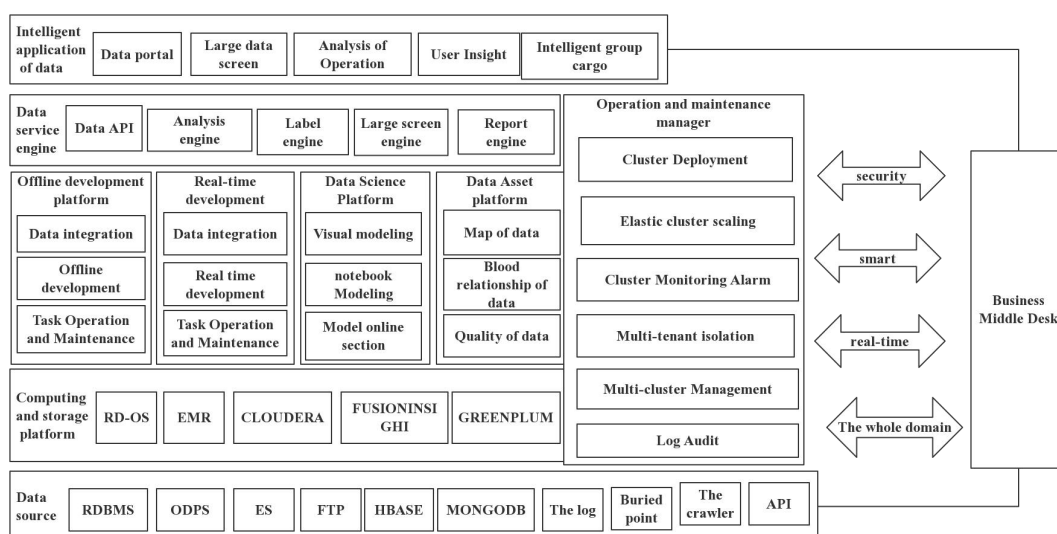 Intelligent
application
of data
Data portal
Large data
screen
Analysis of
Operation
User Insight
Intelligent group
cargo
Data
service
engine
Data API
Analysis
engine
Label
engine
Large screen
engine
Report
engine
Operation and maintenance
manager
Cluster Deployment
Elastic cluster scaling
Cluster Monitoring Alarm
Multi-tenant isolation
Multi-cluster Management
Log Audit
Offline development
platform
Data integration
Offline
development
Task Operation
and Maintenance
Real-time
development
Data integration
Real time
development
Task Operation
and Maintenance
Data Science
Platform
Visual modeling
notebook
Modeling
Model online
section
Data Asset
platform
Map of data
Blood
relationship of
data
Quality of data
Computing
and storage
platform
RD-OS
EMR
CLOUDERA
FUSIONINSI
GHI
GREENPLUM
Data
source
RDBMS
ODPS
ES
FTP
HBASE
MONGODB
The log
Buried
point
The
crawler
API
security
smart
real-time
The whole domain
Business
Middle Desk